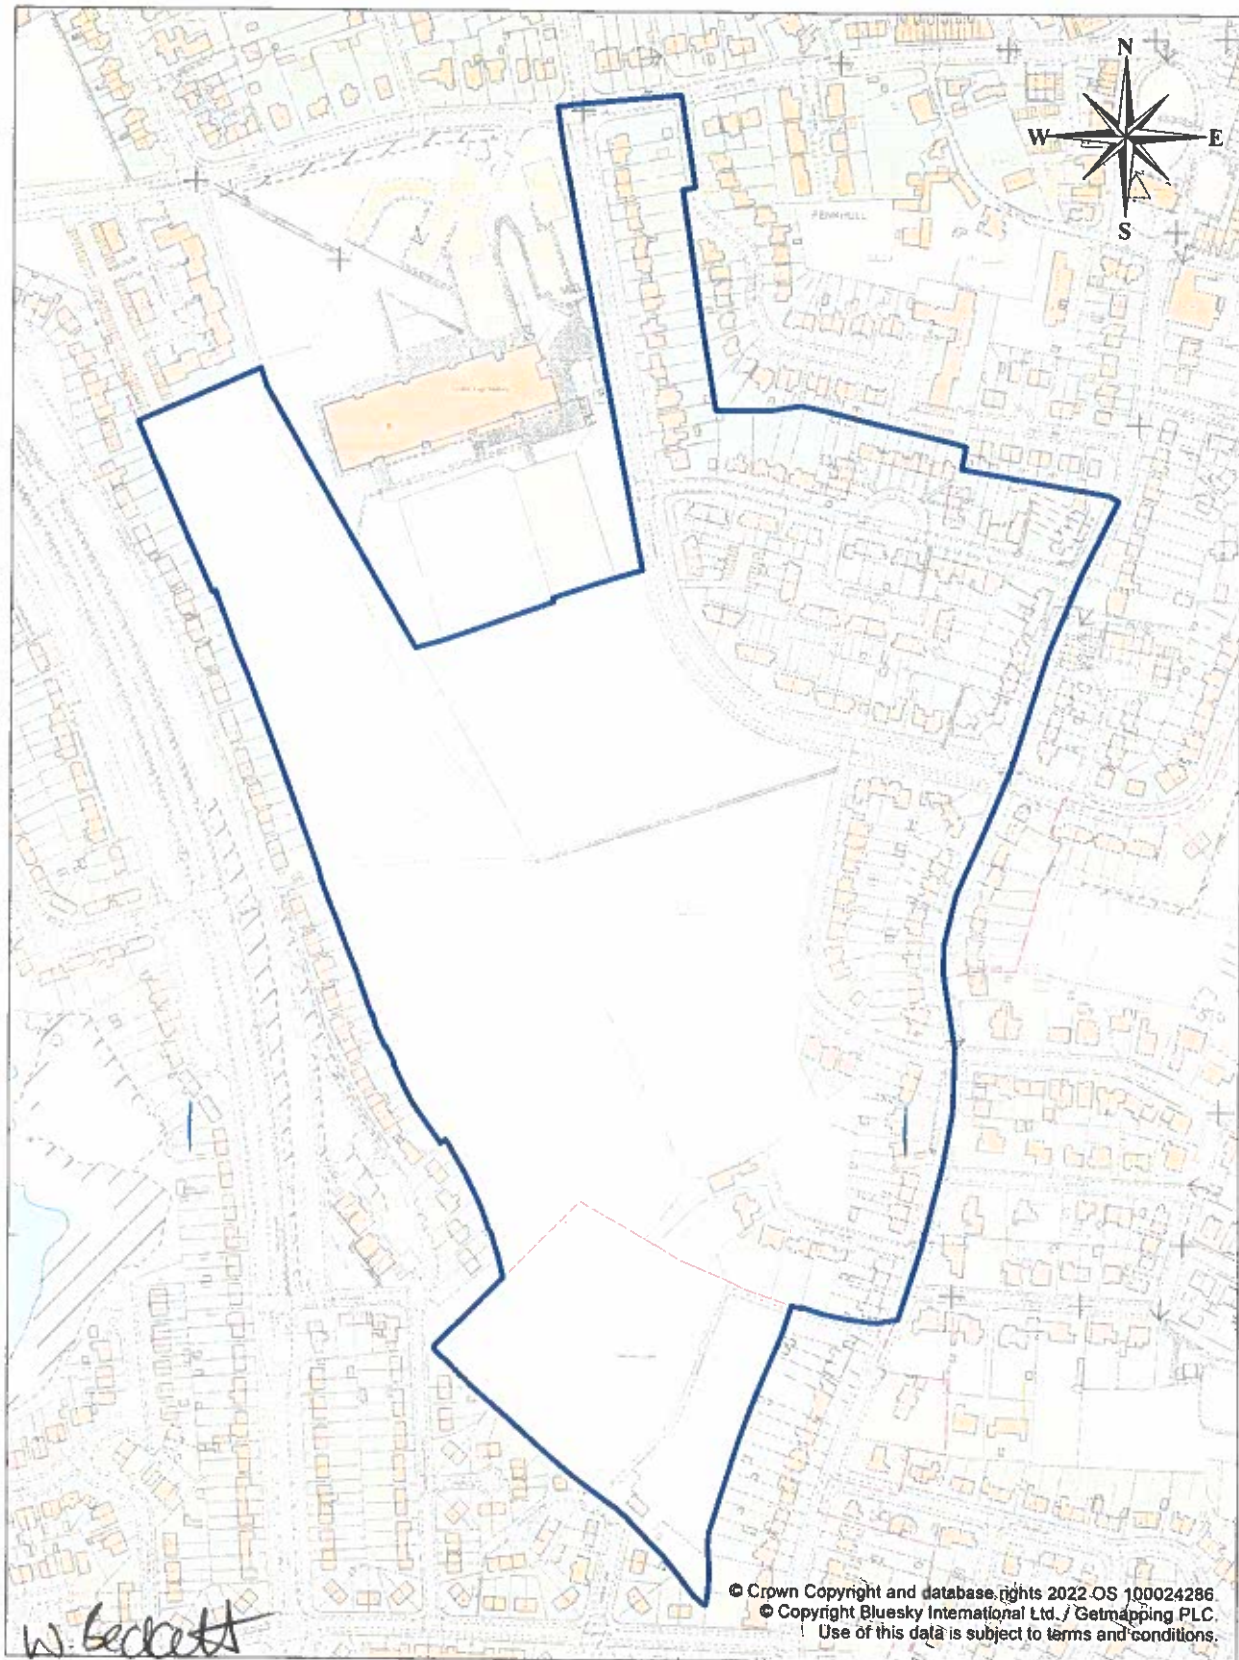 N
W E
S
PENKHULL
© Crown Copyright and database rights 2022 OS 100024286.
© Copyright Bluesky International Ltd. / Getmapping PLC.
Use of this data is subject to terms and conditions.
W. Beckett